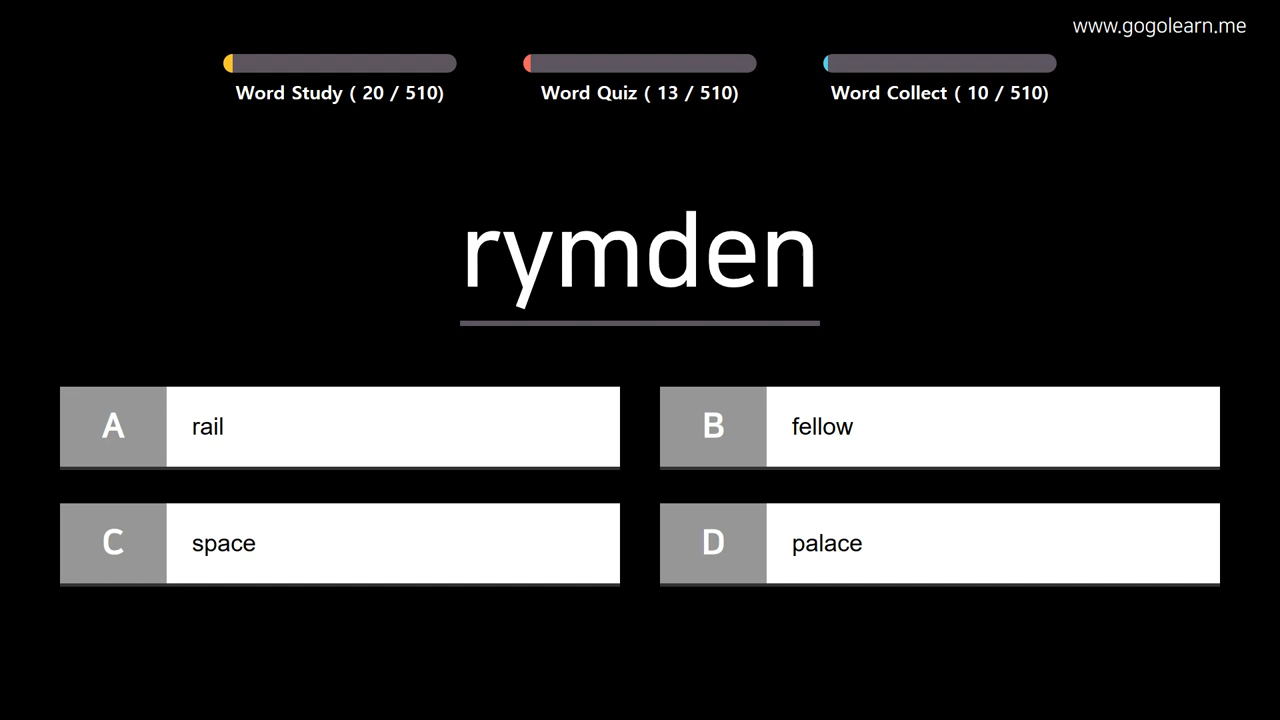 www.gogolearn.me
Word Study ( 20 / 510)
Word Quiz ( 13 / 510)
Word Collect ( 10 / 510)
rymden
A rail
B fellow
C space
D palace